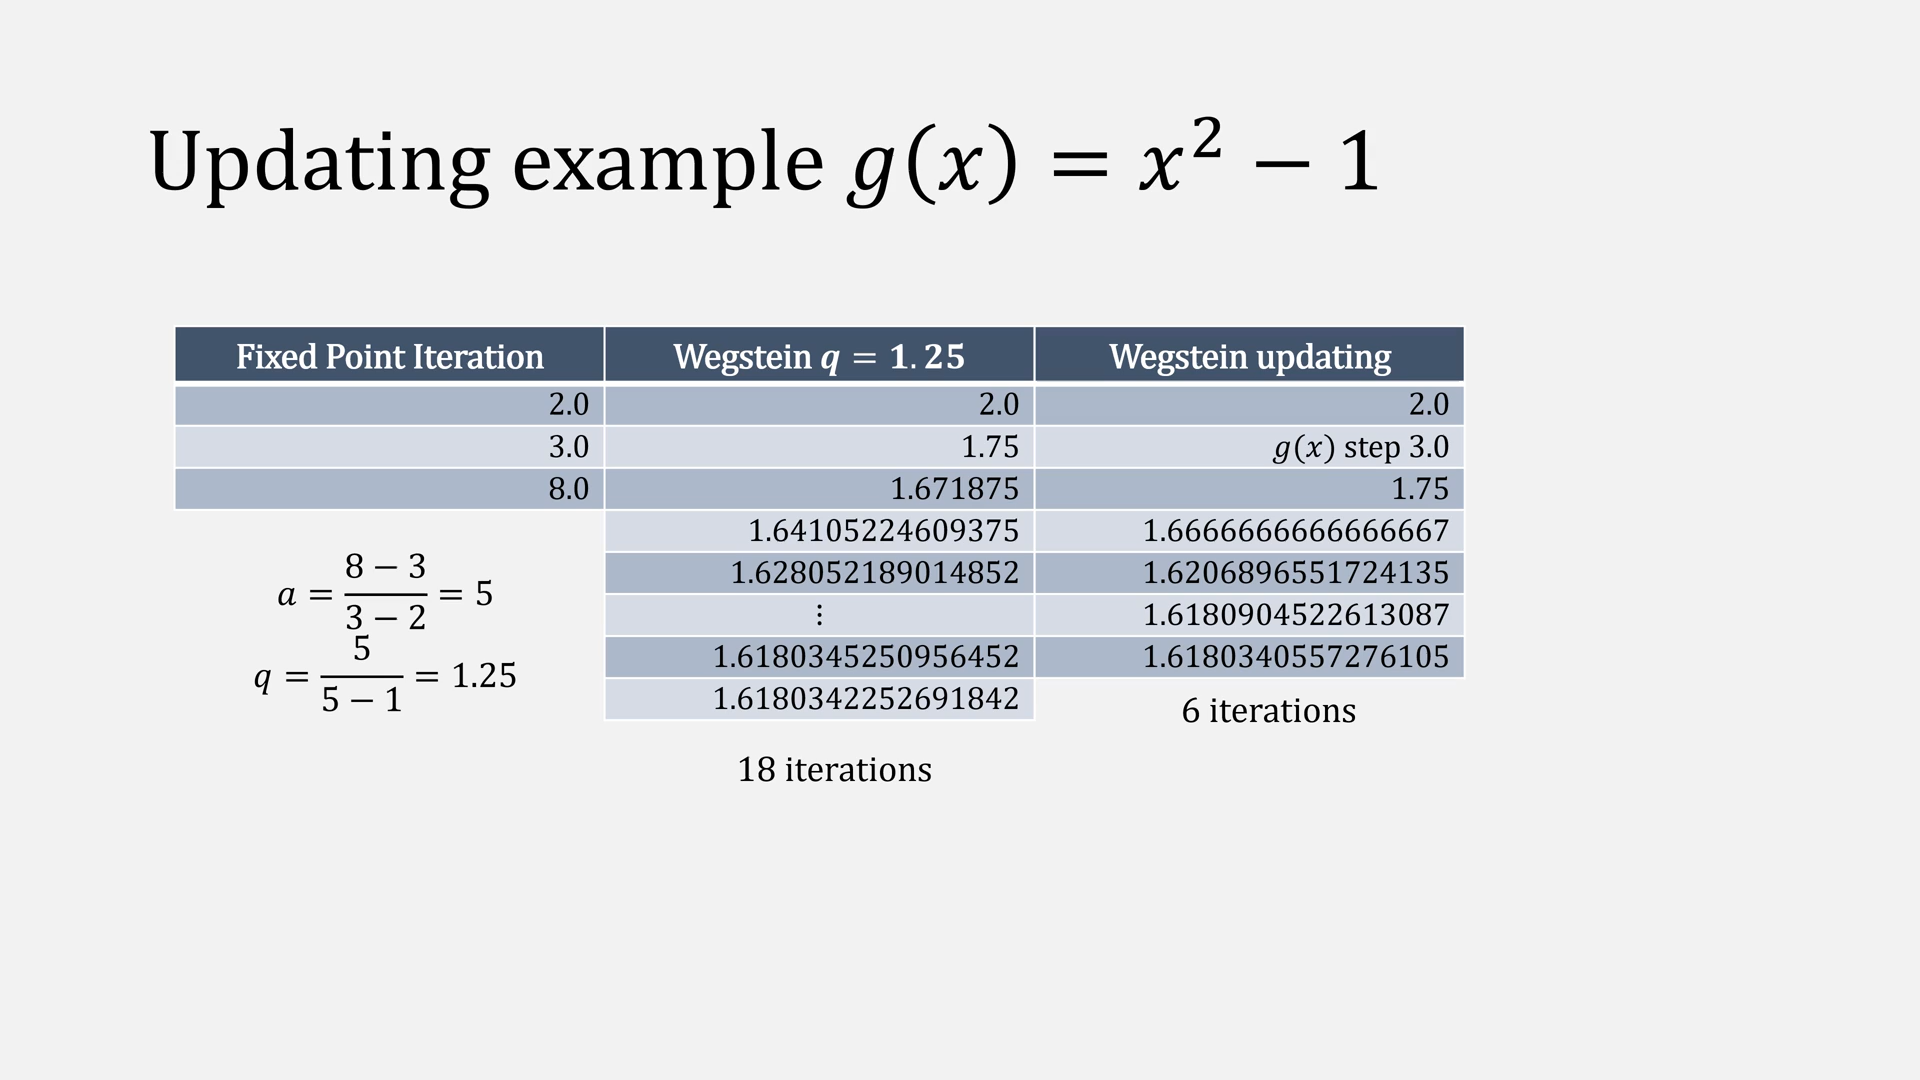 Updating example g(x) = x² − 1
Fixed Point Iteration	Wegstein q = 1.25	Wegstein updating
2.0	2.0	2.0
3.0	1.75	g(x) step 3.0
8.0	1.671875	1.75
1.64105224609375	1.6666666666666667
1.628052189014852	1.6206896551724135
⋮	1.6180904522613087
1.6180345250956452	1.6180340557276105
1.6180342252691842
a = (8 − 3)/(3 − 2) = 5
q = 5/(5 − 1) = 1.25
6 iterations
18 iterations